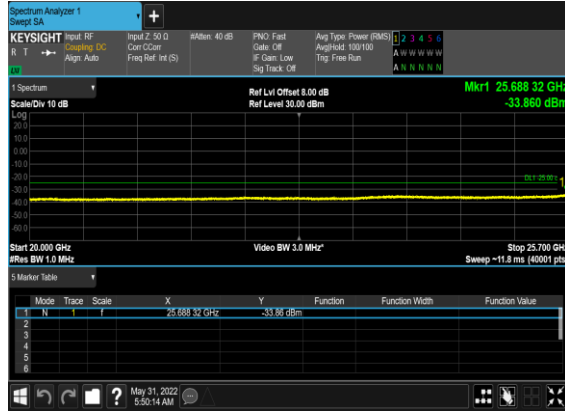 Spectrum Analyzer 1
Swept SA
KEYSIGHT Input: RF Input Z: 50 Ω #Atten: 40 dB PNO: Fast Avg Type: Power (RMS) 1 2 3 4 5 6
R T Coupling: DC Corr CCorr Gate: Off Avg|Hold: 100/100 A W W W W W
Align: Auto Freq Ref: Int (S) IF Gain: Low Trig: Free Run
Sig Track: Off A N N N N N
1 Spectrum Ref Lvl Offset 8.00 dB Mkr1 25.688 32 GHz
Scale/Div 10 dB Ref Level 30.00 dBm -33.860 dBm
Log
20.0
10.0
0.00
-10.0
-20.0 DL1 -25.00
-30.0 1
-40.0
-50.0
-60.0
Start 20.000 GHz Video BW 3.0 MHz* Stop 25.700 GH
#Res BW 1.0 MHz Sweep ~11.8 ms (40001 pts
5 Marker Table
Mode Trace Scale X Y Function Function Width Function Value
1 N 1 f 25.688 32 GHz -33.86 dBm
2
3
4
5
6
? May 31, 2022
5:50:14 AM